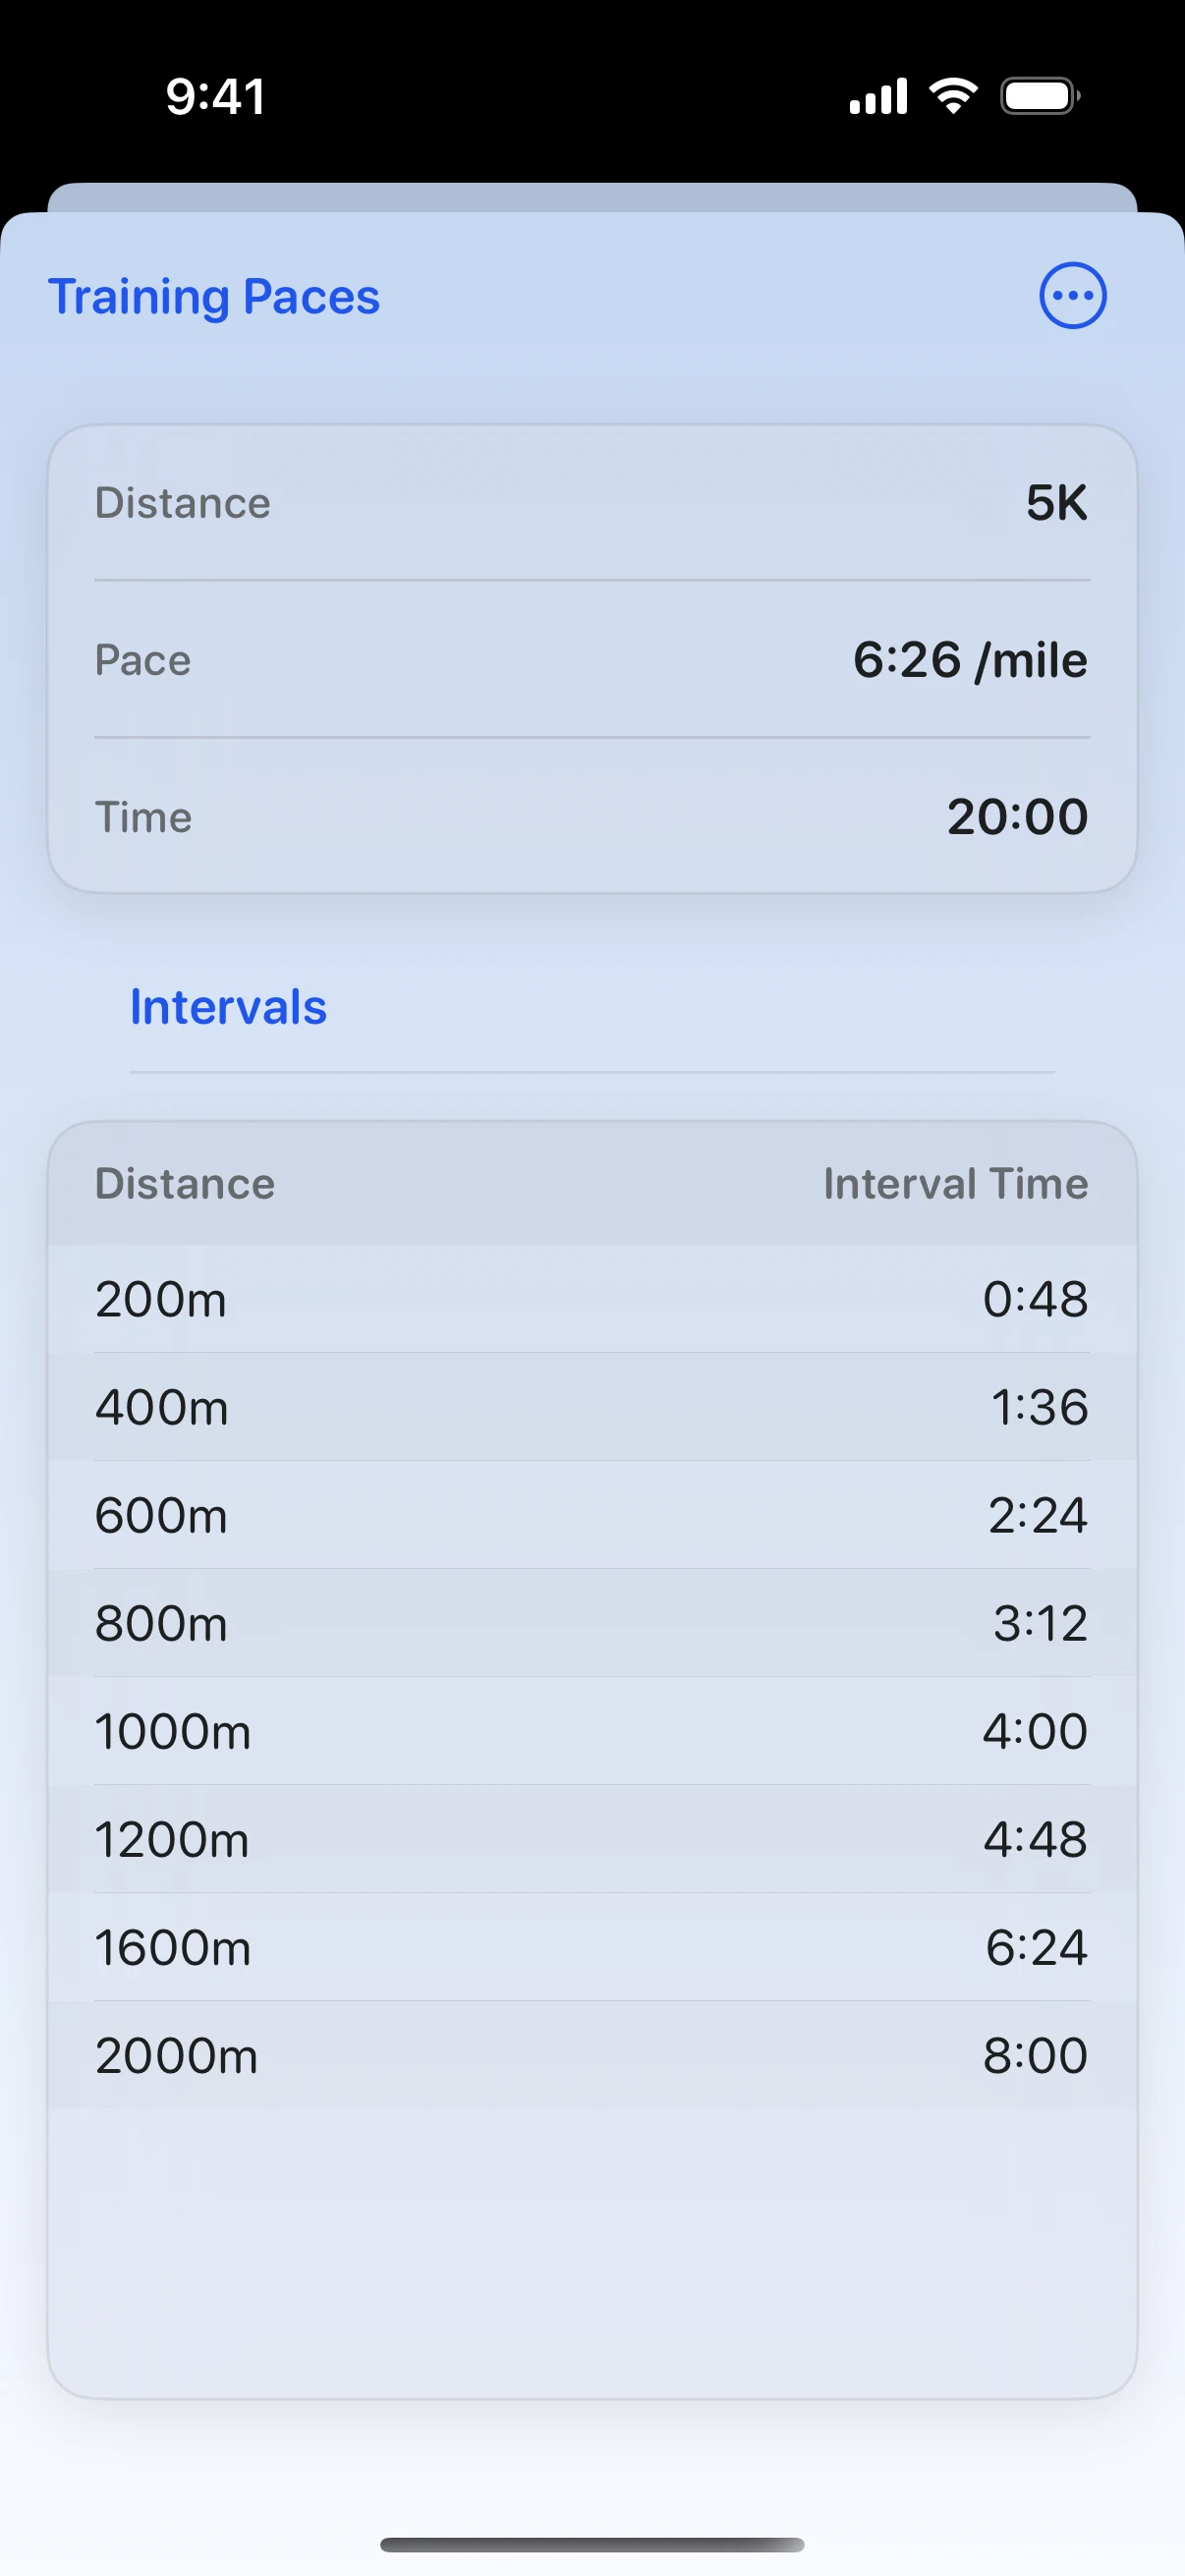 9:41
Training Paces
Distance 5K
Pace 6:26 /mile
Time 20:00
Intervals
Distance Interval Time
200m 0:48
400m 1:36
600m 2:24
800m 3:12
1000m 4:00
1200m 4:48
1600m 6:24
2000m 8:00